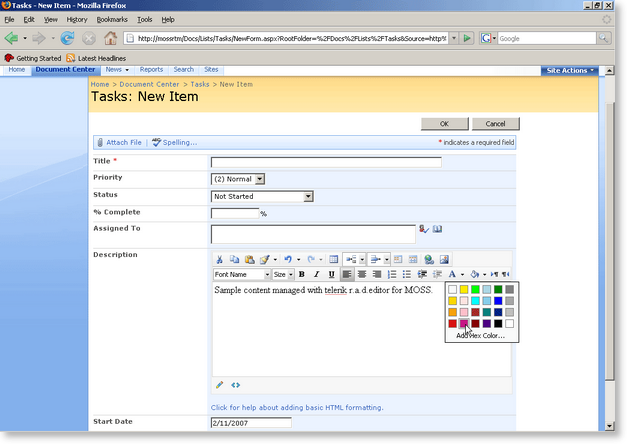 Tasks - New Item - Mozilla Firefox
File Edit View History Bookmarks Tools Help
http://mossrtm/Docs/Lists/Tasks/NewForm.aspx?RootFolder=%2FDocs%2FLists%2FTasks&Source=http%
Google
Getting Started Latest Headlines
Home Document Center News Reports Search Sites Site Actions
Home > Document Center > Tasks > New Item
Tasks: New Item
OK Cancel
Attach File Spelling... * indicates a required field
Title *
Priority (2) Normal
Status Not Started
% Complete %
Assigned To
Description
Font Name Size B I U A
Sample content managed with telerik r.a.d.editor for MOSS.
Add Hex Color...
Click for help about adding basic HTML formatting.
Start Date 2/11/2007